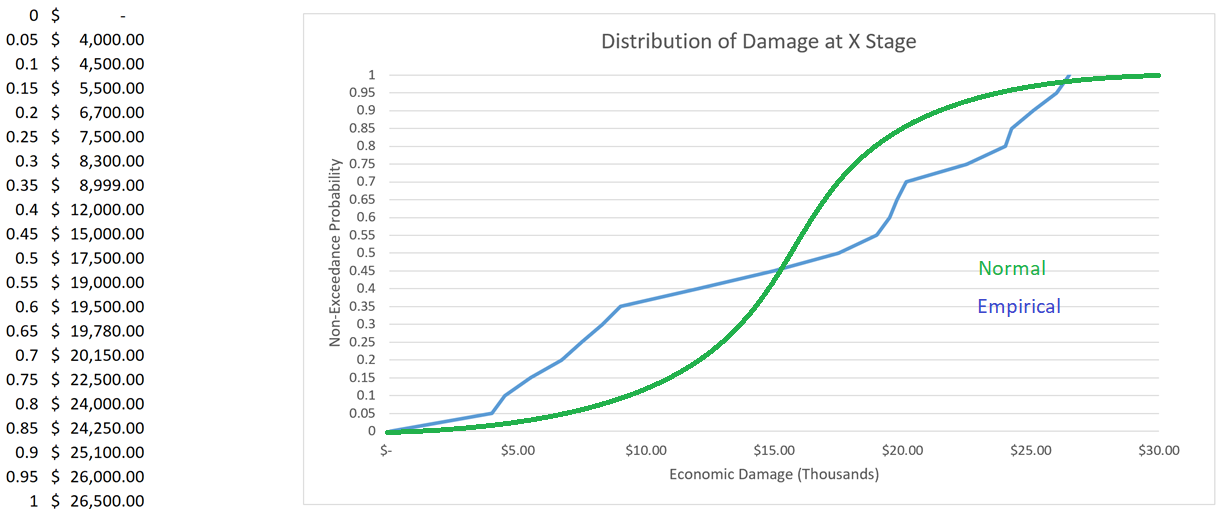 0 $ -
0.05 $ 4,000.00
0.1 $ 4,500.00
0.15 $ 5,500.00
0.2 $ 6,700.00
0.25 $ 7,500.00
0.3 $ 8,300.00
0.35 $ 8,999.00
0.4 $ 12,000.00
0.45 $ 15,000.00
0.5 $ 17,500.00
0.55 $ 19,000.00
0.6 $ 19,500.00
0.65 $ 19,780.00
0.7 $ 20,150.00
0.75 $ 22,500.00
0.8 $ 24,000.00
0.85 $ 24,250.00
0.9 $ 25,100.00
0.95 $ 26,000.00
1 $ 26,500.00
Distribution of Damage at X Stage
Non-Exceedance Probability
1
0.95
0.9
0.85
0.8
0.75
0.7
0.65
0.6
0.55
0.5
0.45
0.4
0.35
0.3
0.25
0.2
0.15
0.1
0.05
0
Normal
Empirical
$- $5.00 $10.00 $15.00 $20.00 $25.00 $30.00
Economic Damage (Thousands)